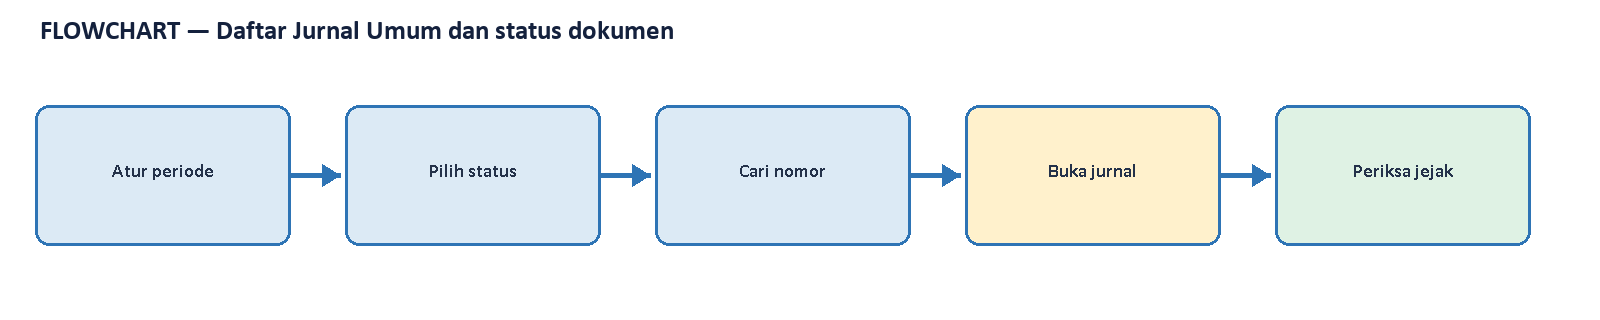 FLOWCHART — Daftar Jurnal Umum dan status dokumen
Atur periode
Pilih status
Cari nomor
Buka jurnal
Periksa jejak